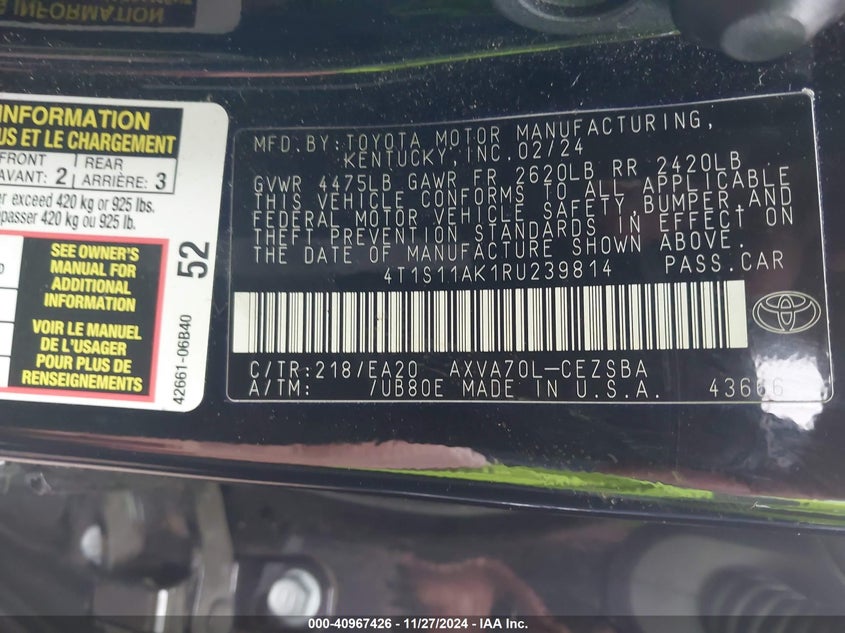 INFORMATION
INFORMATION
US ET LE CHARGEMENT
FRONT
AVANT: 2
REAR
ARRIÈRE: 3
exceed 420 kg or 925 lbs.
passer 420 kg ou 925 lb.
SEE OWNER'S
MANUAL FOR
ADDITIONAL
INFORMATION
VOIR LE MANUEL
DE L'USAGER
POUR PLUS DE
RENSEIGNEMENTS
52
42661-06B40
MFD.BY:TOYOTA MOTOR MANUFACTURING,
KENTUCKY,INC.02/24
GVWR 4475LB GAWR FR 2620LB RR 2420LB
THIS VEHICLE CONFORMS TO ALL APPLICABLE
FEDERAL MOTOR VEHICLE SAFETY,BUMPER,AND
THEFT PREVENTION STANDARDS IN EFFECT ON
THE DATE OF MANUFACTURE SHOWN ABOVE.
4T1S11AK1RU239814 PASS.CAR
C/TR:218/EA20 AXVA70L-CEZSBA
A/TM: /UB80E MADE IN U.S.A. 43666
000-40967426 - 11/27/2024 - IAA Inc.